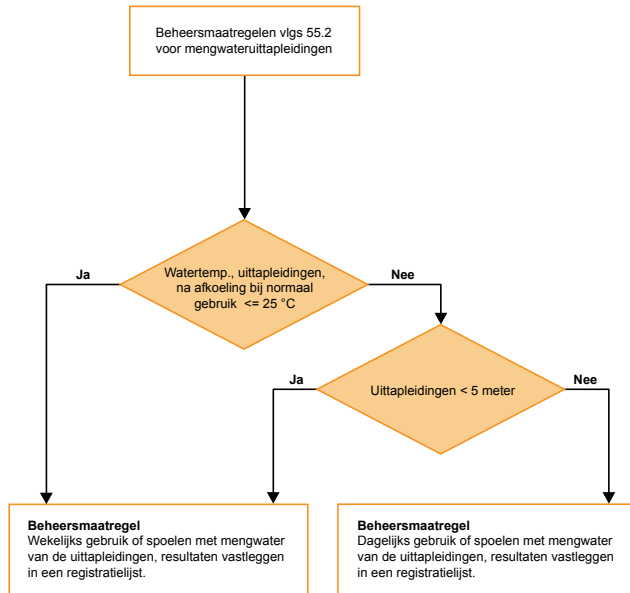 Beheersmaatregelen vlgs 55.2
voor mengwateruittapleidingen
Ja
Watertemp., uittapleidingen,
na afkoeling bij normaal
gebruik <= 25 °C
Nee
Ja
Uittapleidingen < 5 meter
Nee
Beheersmaatregel
Wekelijks gebruik of spoelen met mengwater
van de uittapleidingen, resultaten vastleggen
in een registratielijst.
Beheersmaatregel
Dagelijks gebruik of spoelen met mengwater
van de uittapleidingen, resultaten vastleggen
in een registratielijst.